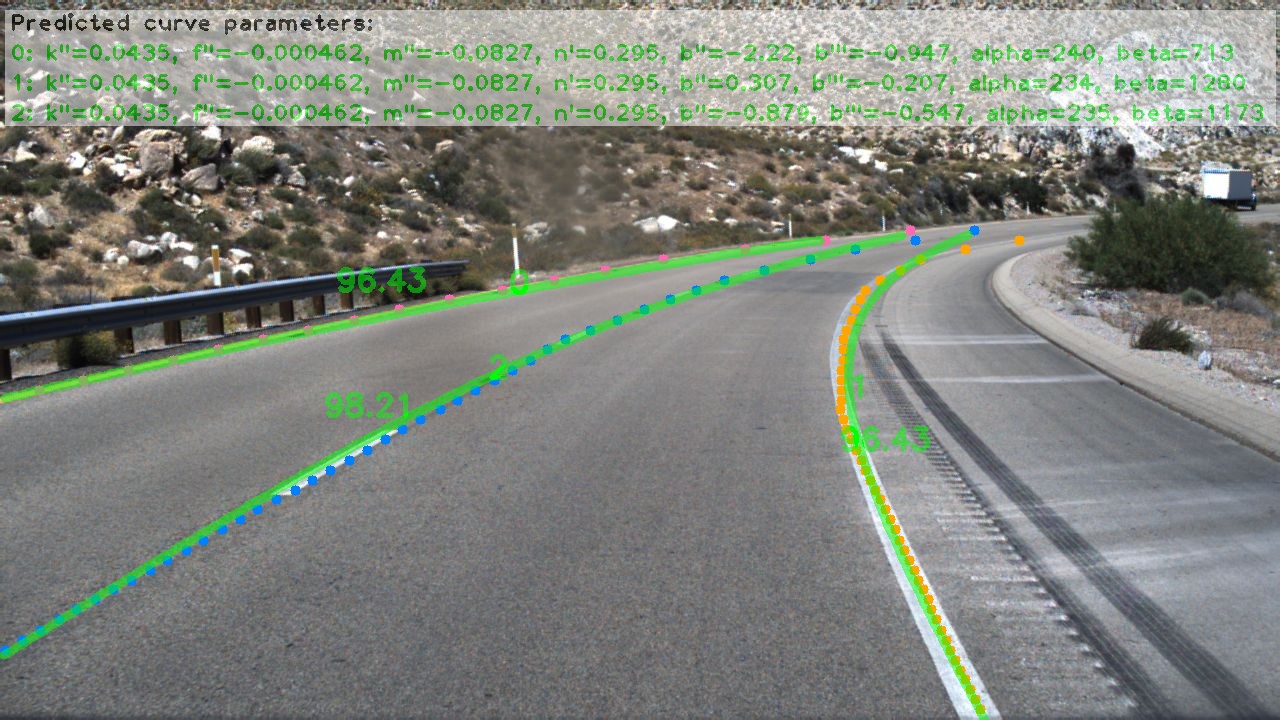 Predicted curve parameters:
0: k"=0.0435, f"=-0.000462, m"=-0.0827, n'=0.295, b"=-2.22, b'"=-0.947, alpha=240, beta=713
1: k"=0.0435, f"=-0.000462, m"=-0.0827, n'=0.295, b"=0.307, b'"=-0.207, alpha=234, beta=1280
2: k"=0.0435, f"=-0.000462, m"=-0.0827, n'=0.295, b"=-0.879, b'"=-0.547, alpha=235, beta=1173
96.43
0
2
98.21
1
96.43